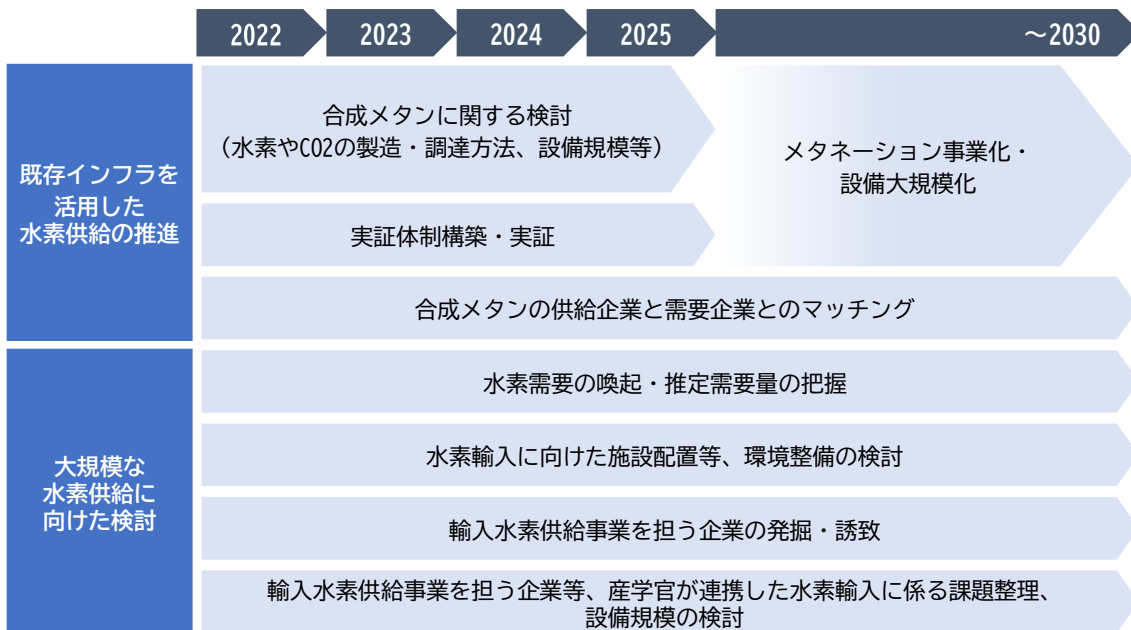 2022 2023 2024 2025 ～2030
既存インフラを
活用した
水素供給の推進
合成メタンに関する検討
（水素やCO2の製造・調達方法、設備規模等）
メタネーション事業化・
設備大規模化
実証体制構築・実証
合成メタンの供給企業と需要企業とのマッチング
大規模な
水素供給に
向けた検討
水素需要の喚起・推定需要量の把握
水素輸入に向けた施設配置等、環境整備の検討
輸入水素供給事業を担う企業の発掘・誘致
輸入水素供給事業を担う企業等、産学官が連携した水素輸入に係る課題整理、
設備規模の検討